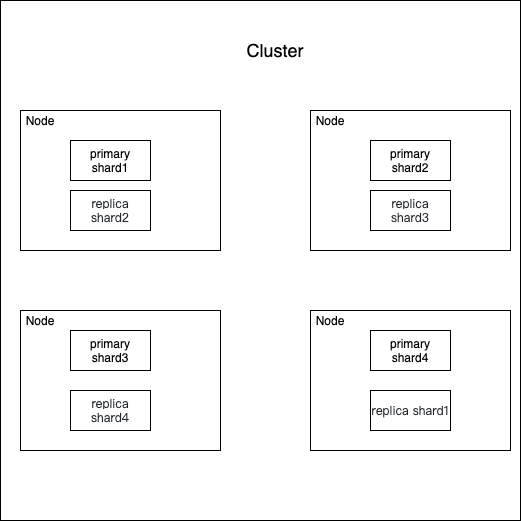 Cluster
Node
primary
shard1
replica
shard2
Node
primary
shard2
replica
shard3
Node
primary
shard3
replica
shard4
Node
primary
shard4
replica shard1